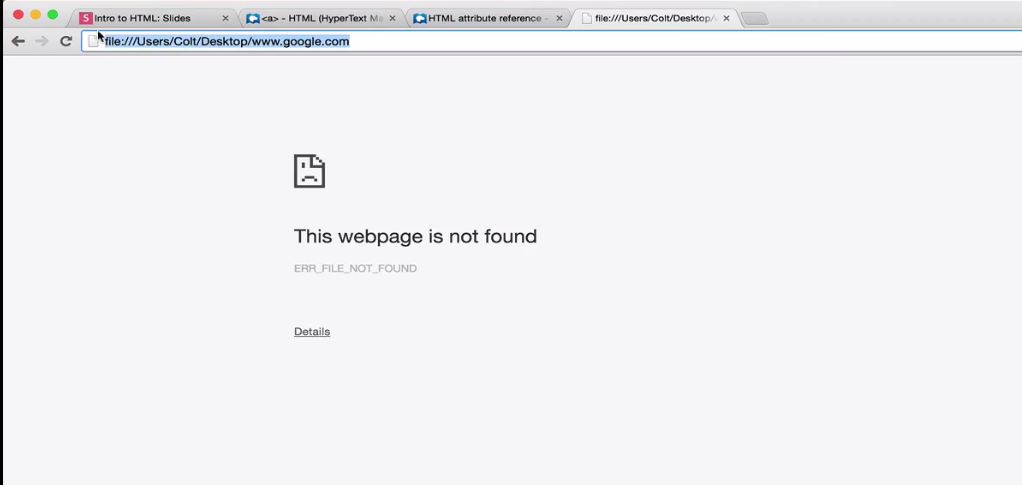 Intro to HTML: Slides
<a> - HTML (HyperText Ma
HTML attribute reference -
file:///Users/Colt/Desktop/
file:///Users/Colt/Desktop/www.google.com
This webpage is not found
ERR_FILE_NOT_FOUND
Details